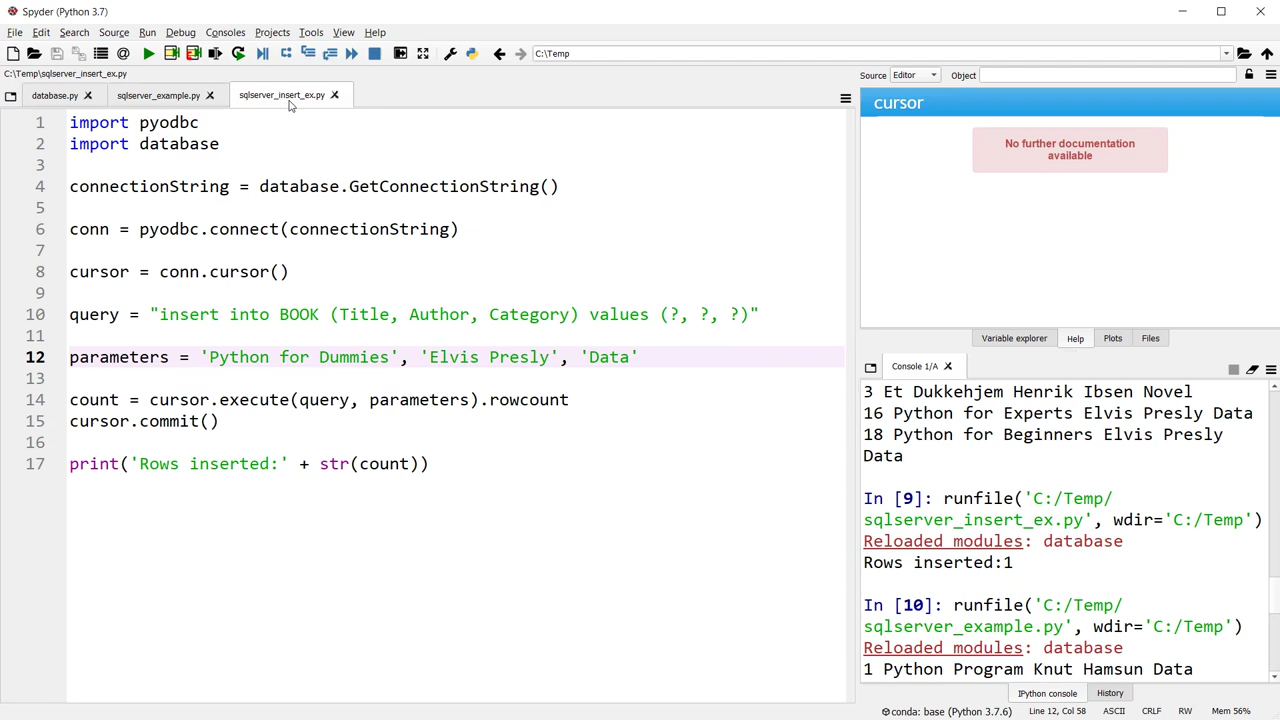 Spyder (Python 3.7)
File Edit Search Source Run Debug Consoles Projects Tools View Help
C:\Temp
C:\Temp\sqlserver_insert_ex.py
Source Editor Object
database.py sqlserver_example.py sqlserver_insert_ex.py
cursor
No further documentation
available
1 import pyodbc
2 import database
3
4 connectionString = database.GetConnectionString()
5
6 conn = pyodbc.connect(connectionString)
7
8 cursor = conn.cursor()
9
10 query = "insert into BOOK (Title, Author, Category) values (?, ?, ?)"
11
12 parameters = 'Python for Dummies', 'Elvis Presly', 'Data'
13
14 count = cursor.execute(query, parameters).rowcount
15 cursor.commit()
16
17 print('Rows inserted:' + str(count))
Variable explorer Help Plots Files
Console 1/A
3 Et Dukkehjem Henrik Ibsen Novel
16 Python for Experts Elvis Presly Data
18 Python for Beginners Elvis Presly
Data
In [9]: runfile('C:/Temp/
sqlserver_insert_ex.py', wdir='C:/Temp')
Reloaded modules: database
Rows inserted:1
In [10]: runfile('C:/Temp/
sqlserver_example.py', wdir='C:/Temp')
Reloaded modules: database
1 Python Program Knut Hamsun Data
IPython console History
conda: base (Python 3.7.6) Line 12, Col 58 ASCII CRLF RW Mem 56%